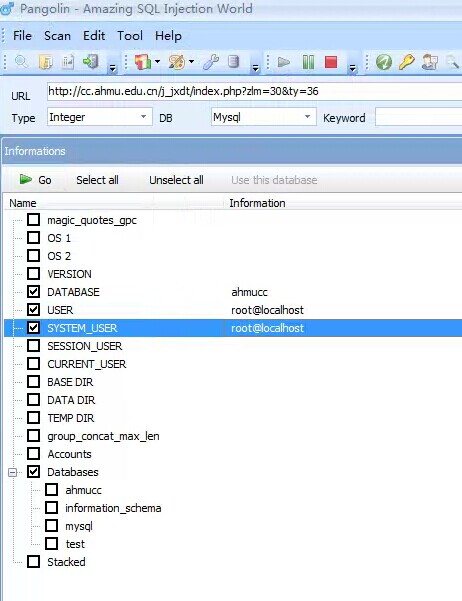 Pangolin - Amazing SQL Injection World
File Scan Edit Tool Help
URL http://cc.ahmu.edu.cn/j_jxdt/index.php?zlm=30&ty=36
Type Integer DB Mysql Keyword
Informations
Go Select all Unselect all Use this database
Name Information
magic_quotes_gpc
OS 1
OS 2
VERSION
DATABASE ahmucc
USER root@localhost
SYSTEM_USER root@localhost
SESSION_USER
CURRENT_USER
BASE DIR
DATA DIR
TEMP DIR
group_concat_max_len
Accounts
Databases
ahmucc
information_schema
mysql
test
Stacked